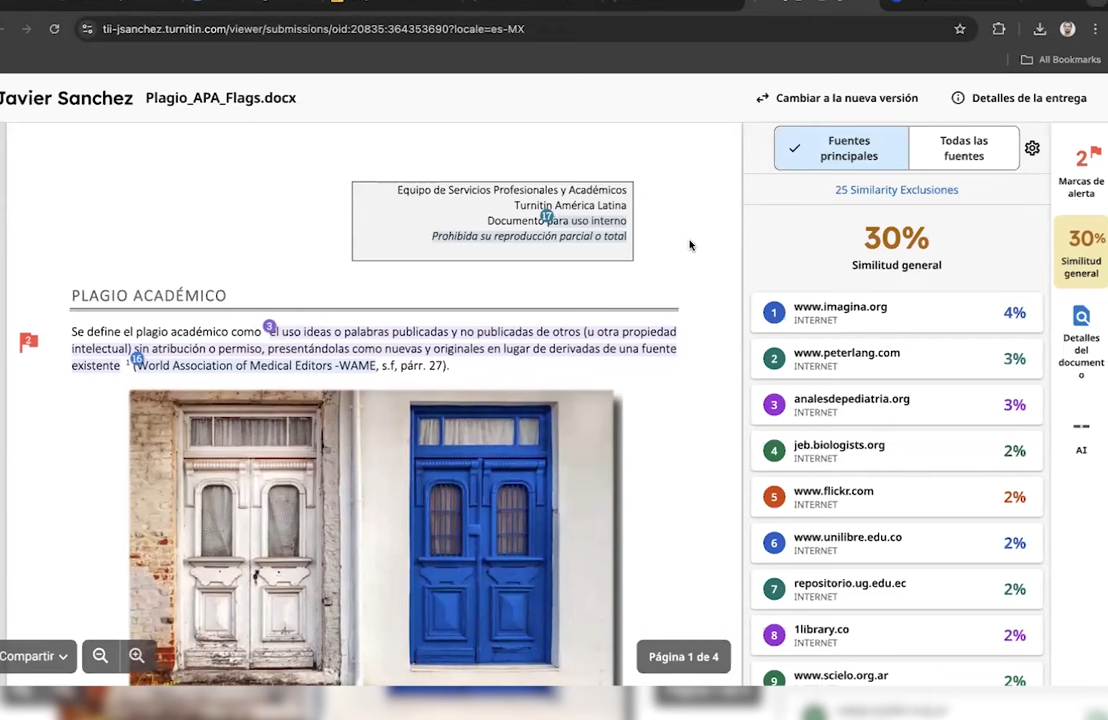 tii-jsanchez.turnitin.com/viewer/submissions/oid:20835:364353690?locale=es-MX
All Bookmarks
Javier Sanchez Plagio_APA_Flags.docx
Cambiar a la nueva versión
Detalles de la entrega
Equipo de Servicios Profesionales y Académicos
Turnitin América Latina
17
Documento para uso interno
Prohibida su reproducción parcial o total
PLAGIO ACADÉMICO
2
3
Se define el plagio académico como el uso ideas o palabras publicadas y no publicadas de otros (u otra propiedad
intelectual) sin atribución o permiso, presentándolas como nuevas y originales en lugar de derivadas de una fuente
16
existente 1 (World Association of Medical Editors -WAME, s.f, párr. 27).
Compartir
Página 1 de 4
Fuentes
principales
Todas las
fuentes
25 Similarity Exclusiones
30%
Similitud general
1 www.imagina.org 4%
INTERNET
2 www.peterlang.com 3%
INTERNET
3 analesdepediatria.org 3%
INTERNET
4 jeb.biologists.org 2%
INTERNET
5 www.flickr.com 2%
INTERNET
6 www.unilibre.edu.co 2%
INTERNET
7 repositorio.ug.edu.ec 2%
INTERNET
8 1library.co 2%
INTERNET
9 www.scielo.org.ar 2%
2
Marcas de
alerta
30%
Similitud
general
Detalles
del
document
o
--
AI